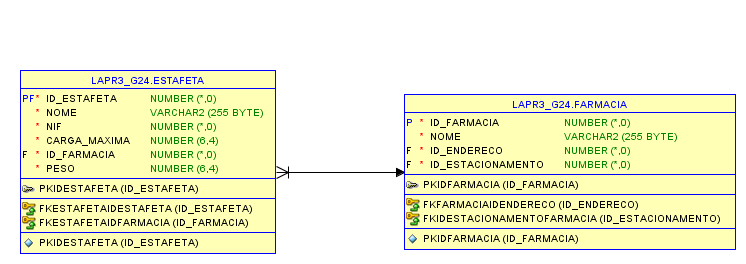 LAPR3_G24.ESTAFETA
PF* ID_ESTAFETA NUMBER (*,0)
* NOME VARCHAR2 (255 BYTE)
* NIF NUMBER (*,0)
* CARGA_MAXIMA NUMBER (6,4)
F * ID_FARMACIA NUMBER (*,0)
* PESO NUMBER (6,4)
PKIDESTAFETA (ID_ESTAFETA)
FKESTAFETAIDESTAFETA (ID_ESTAFETA)
FKESTAFETAIDFARMACIA (ID_FARMACIA)
PKIDESTAFETA (ID_ESTAFETA)
LAPR3_G24.FARMACIA
P * ID_FARMACIA NUMBER (*,0)
* NOME VARCHAR2 (255 BYTE)
F * ID_ENDERECO NUMBER (*,0)
F * ID_ESTACIONAMENTO NUMBER (*,0)
PKIDFARMACIA (ID_FARMACIA)
FKFARMACIAIDENDERECO (ID_ENDERECO)
FKIDESTACIONAMENTOFARMACIA (ID_ESTACIONAMENTO)
PKIDFARMACIA (ID_FARMACIA)